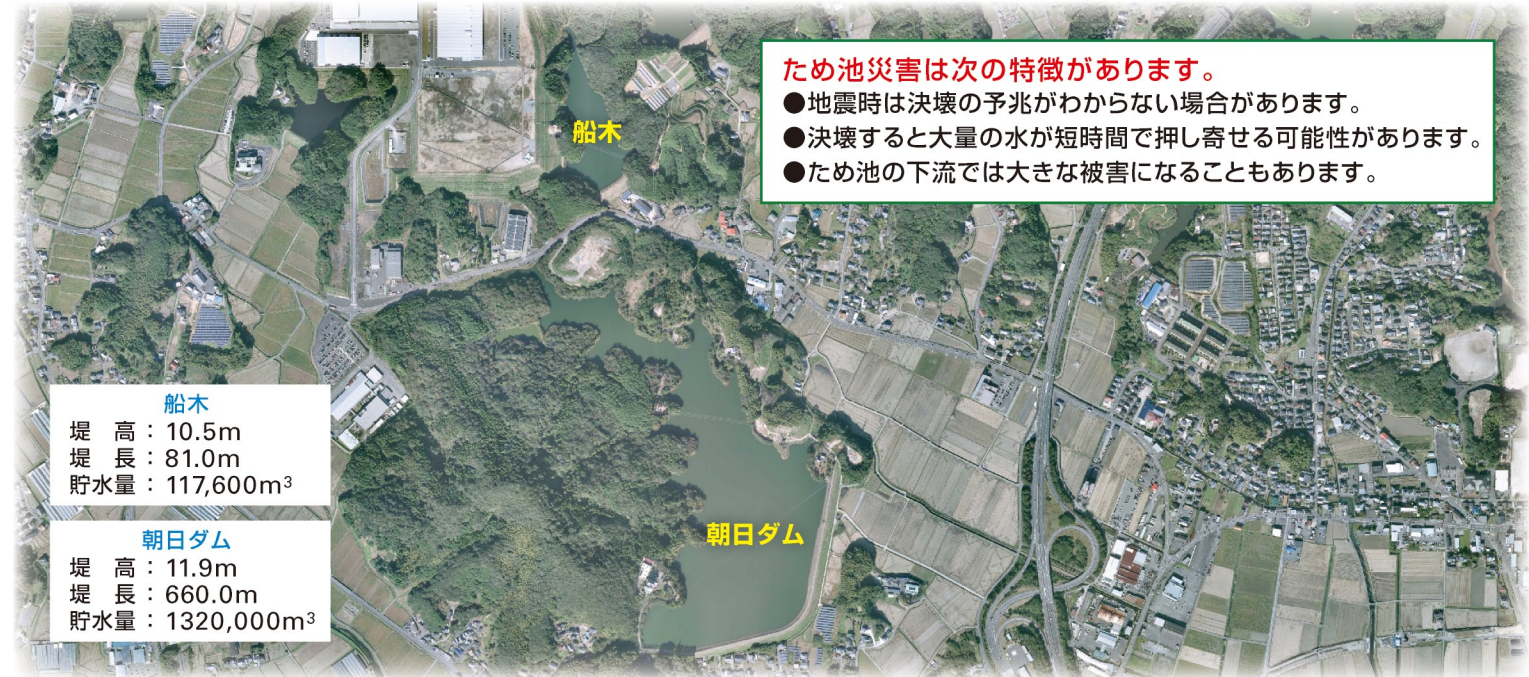 ため池災害は次の特徴があります。
●地震時は決壊の予兆がわからない場合があります。
●決壊すると大量の水が短時間で押し寄せる可能性があります。
●ため池の下流では大きな被害になることもあります。
船木
朝日ダム
船木
堤　高：10.5m
堤　長：81.0m
貯水量：117,600m³
朝日ダム
堤　高：11.9m
堤　長：660.0m
貯水量：1320,000m³